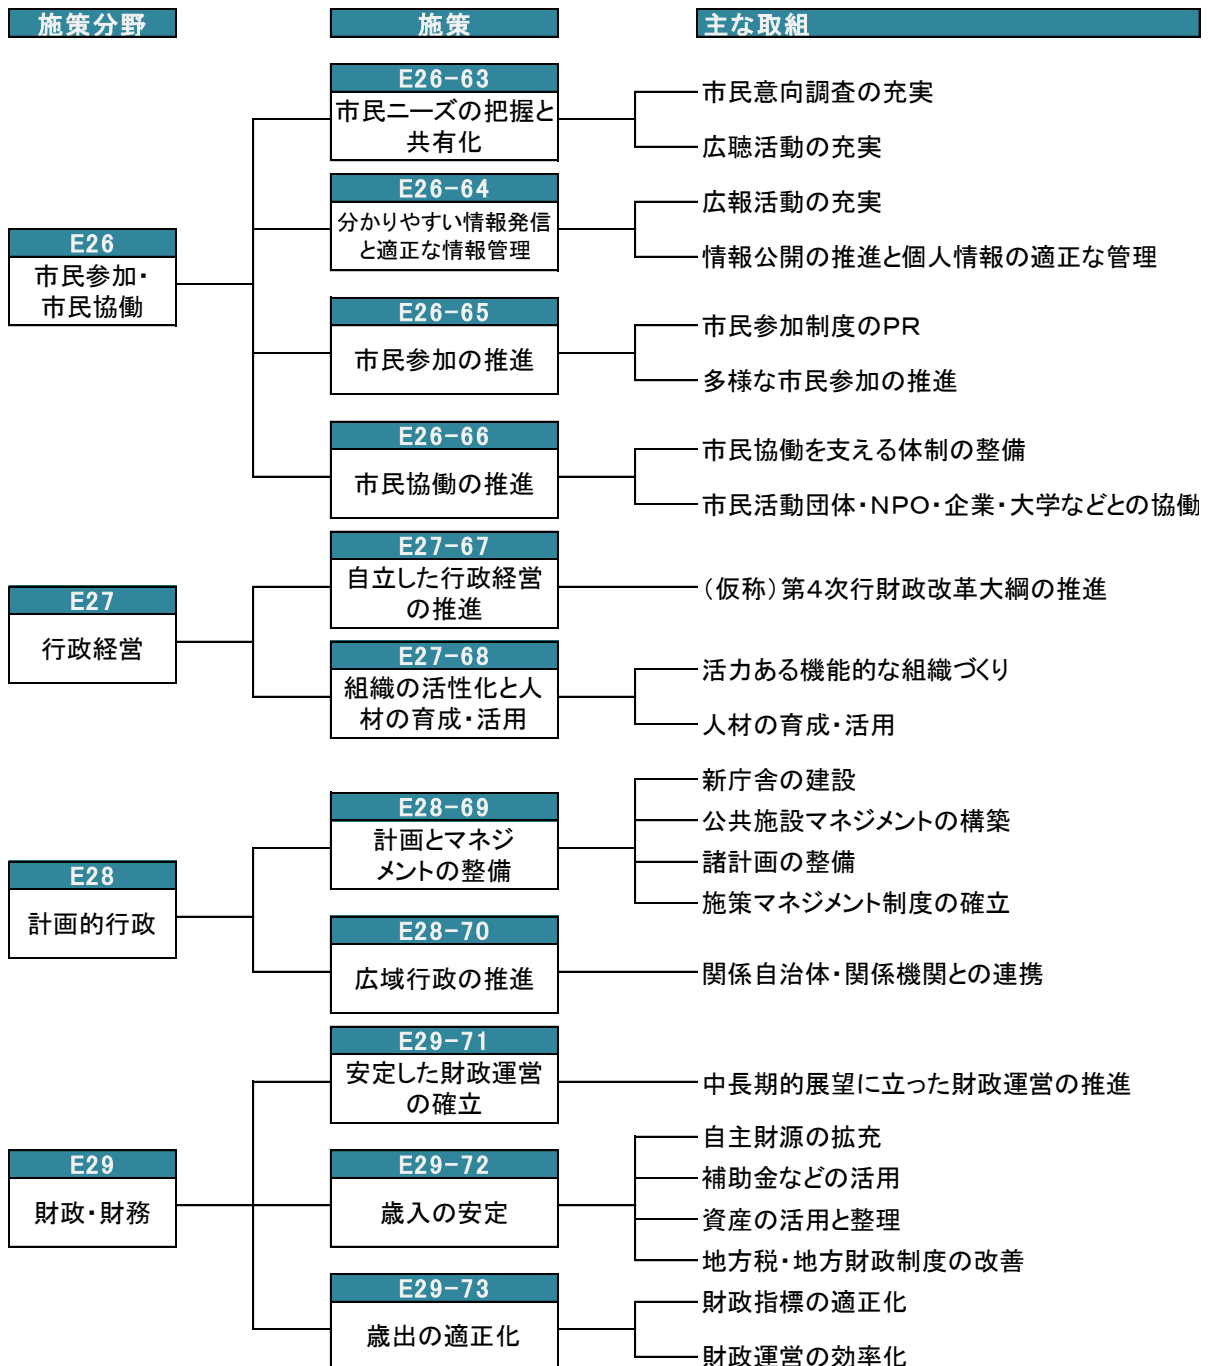 施策分野
施策
主な取組
E26
市民参加・
市民協働
E26-63
市民ニーズの把握と
共有化
市民意向調査の充実
広聴活動の充実
E26-64
分かりやすい情報発信
と適正な情報管理
広報活動の充実
情報公開の推進と個人情報の適正な管理
E26-65
市民参加の推進
市民参加制度のPR
多様な市民参加の推進
E26-66
市民協働の推進
市民協働を支える体制の整備
市民活動団体・NPO・企業・大学などとの協働
E27
行政経営
E27-67
自立した行政経営
の推進
(仮称)第4次行財政改革大綱の推進
E27-68
組織の活性化と人
材の育成・活用
活力ある機能的な組織づくり
人材の育成・活用
E28
計画的行政
E28-69
計画とマネジ
メントの整備
新庁舎の建設
公共施設マネジメントの構築
諸計画の整備
施策マネジメント制度の確立
E28-70
広域行政の推進
関係自治体・関係機関との連携
E29
財政・財務
E29-71
安定した財政運営
の確立
中長期的展望に立った財政運営の推進
E29-72
歳入の安定
自主財源の拡充
補助金などの活用
資産の活用と整理
地方税・地方財政制度の改善
E29-73
歳出の適正化
財政指標の適正化
財政運営の効率化